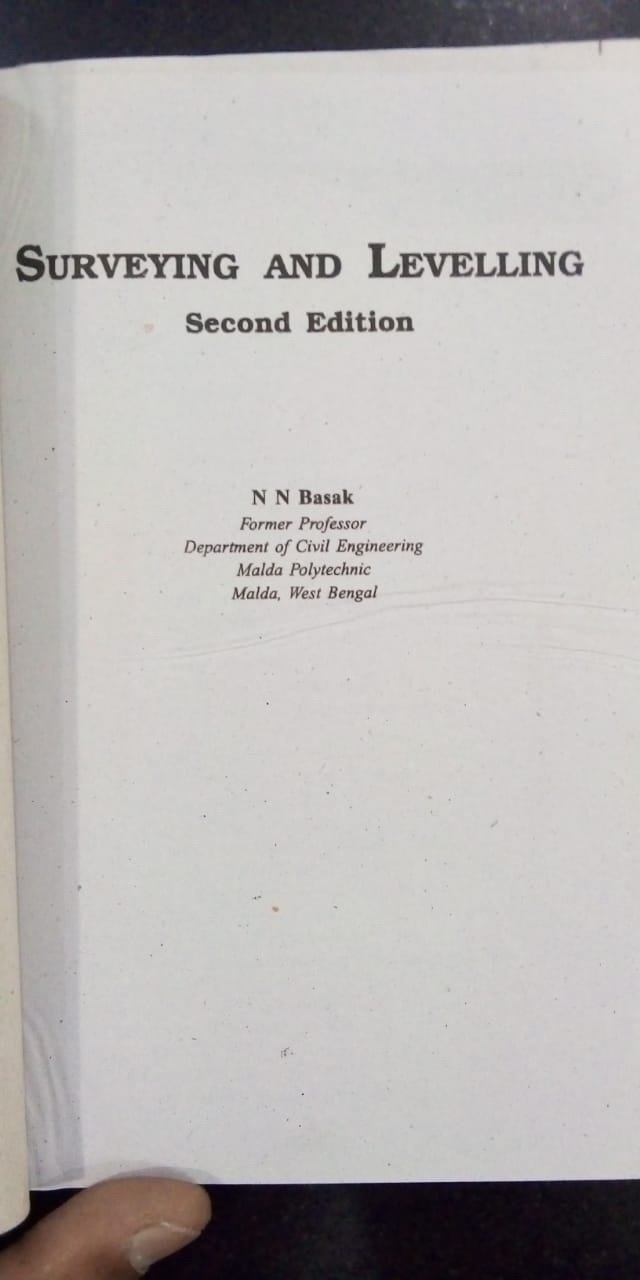 SURVEYING AND LEVELLING
Second Edition
N N Basak
Former Professor
Department of Civil Engineering
Malda Polytechnic
Malda, West Bengal